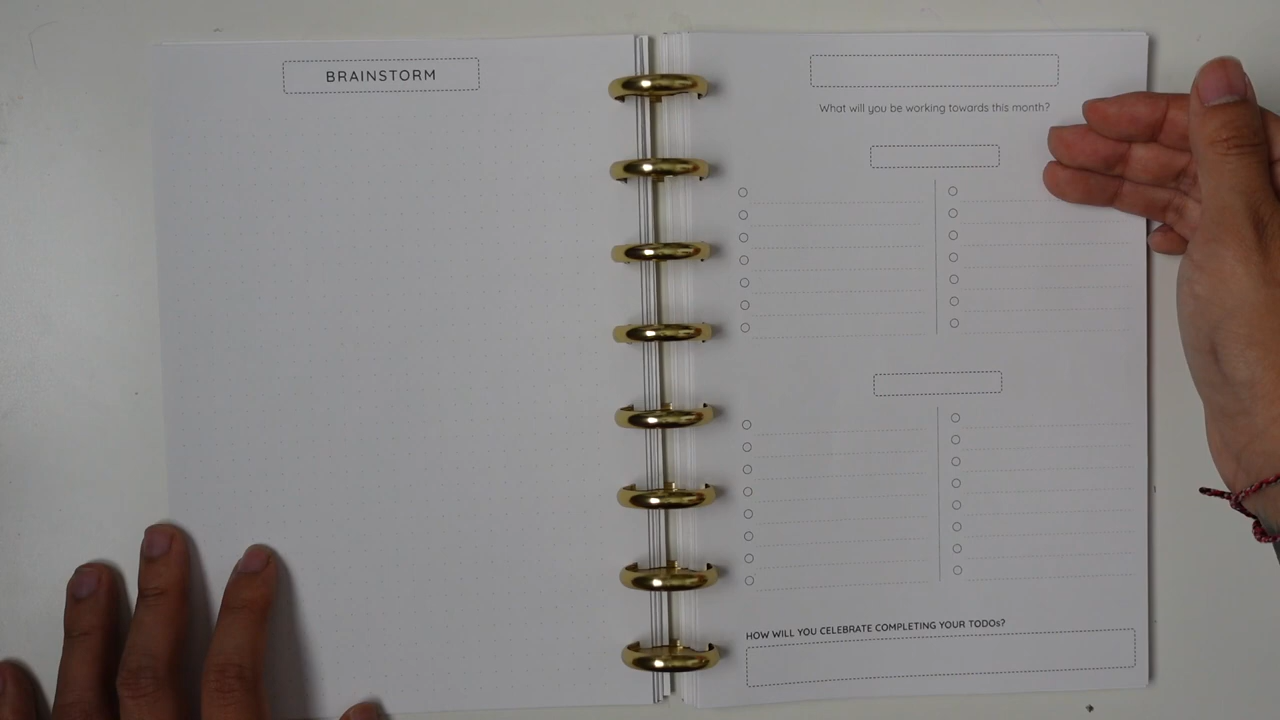 BRAINSTORM
What will you be working towards this month?
HOW WILL YOU CELEBRATE COMPLETING YOUR TODOs?